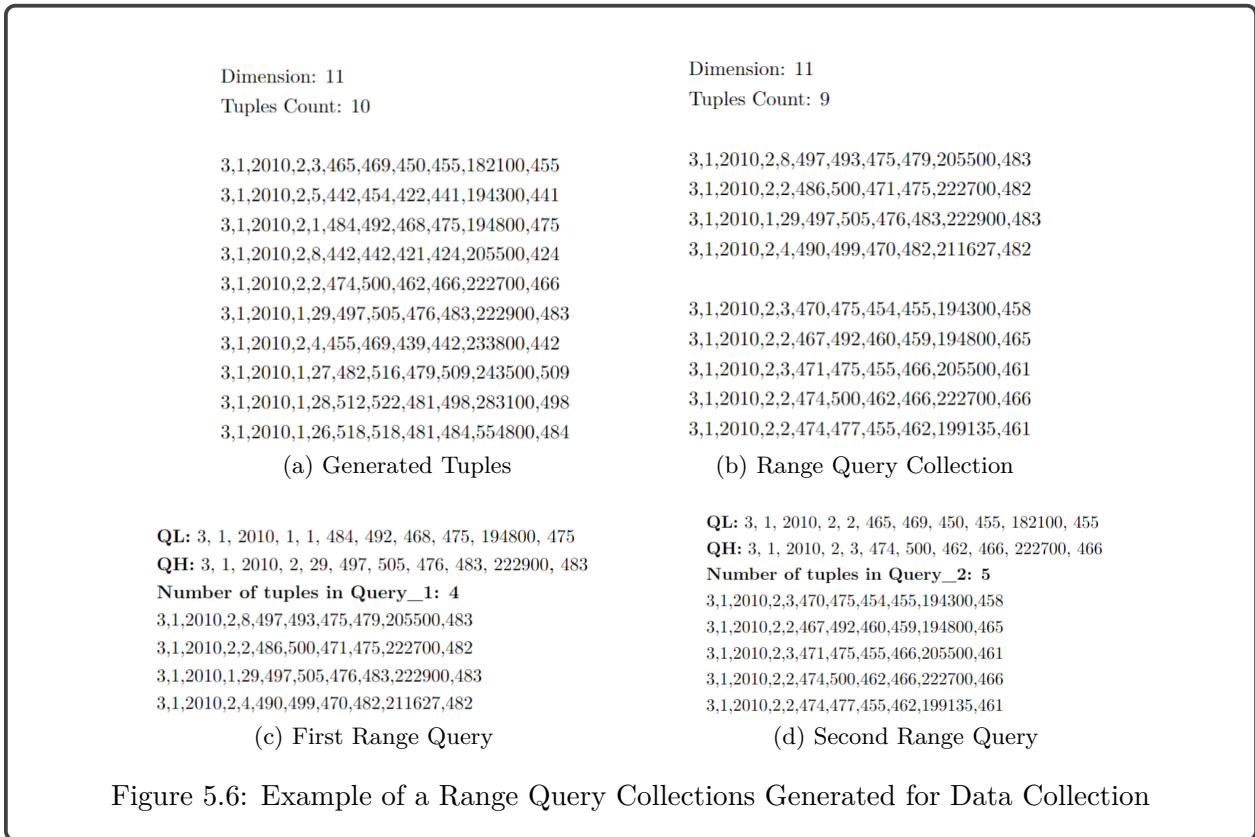 Dimension: 11
Tuples Count: 10
3,1,2010,2,3,465,469,450,455,182100,455
3,1,2010,2,5,442,454,422,441,194300,441
3,1,2010,2,1,484,492,468,475,194800,475
3,1,2010,2,8,442,442,421,424,205500,424
3,1,2010,2,2,474,500,462,466,222700,466
3,1,2010,1,29,497,505,476,483,222900,483
3,1,2010,2,4,455,469,439,442,233800,442
3,1,2010,1,27,482,516,479,509,243500,509
3,1,2010,1,28,512,522,481,498,283100,498
3,1,2010,1,26,518,518,481,484,554800,484
(a) Generated Tuples
Dimension: 11
Tuples Count: 9
3,1,2010,2,8,497,493,475,479,205500,483
3,1,2010,2,2,486,500,471,475,222700,482
3,1,2010,1,29,497,505,476,483,222900,483
3,1,2010,2,4,490,499,470,482,211627,482
3,1,2010,2,3,470,475,454,455,194300,458
3,1,2010,2,2,467,492,460,459,194800,465
3,1,2010,2,3,471,475,455,466,205500,461
3,1,2010,2,2,474,500,462,466,222700,466
3,1,2010,2,2,474,477,455,462,199135,461
(b) Range Query Collection
QL: 3, 1, 2010, 1, 1, 484, 492, 468, 475, 194800, 475
QH: 3, 1, 2010, 2, 29, 497, 505, 476, 483, 222900, 483
Number of tuples in Query_1: 4
3,1,2010,2,8,497,493,475,479,205500,483
3,1,2010,2,2,486,500,471,475,222700,482
3,1,2010,1,29,497,505,476,483,222900,483
3,1,2010,2,4,490,499,470,482,211627,482
(c) First Range Query
QL: 3, 1, 2010, 2, 2, 465, 469, 450, 455, 182100, 455
QH: 3, 1, 2010, 2, 3, 474, 500, 462, 466, 222700, 466
Number of tuples in Query_2: 5
3,1,2010,2,3,470,475,454,455,194300,458
3,1,2010,2,2,467,492,460,459,194800,465
3,1,2010,2,3,471,475,455,466,205500,461
3,1,2010,2,2,474,500,462,466,222700,466
3,1,2010,2,2,474,477,455,462,199135,461
(d) Second Range Query
Figure 5.6: Example of a Range Query Collections Generated for Data Collection